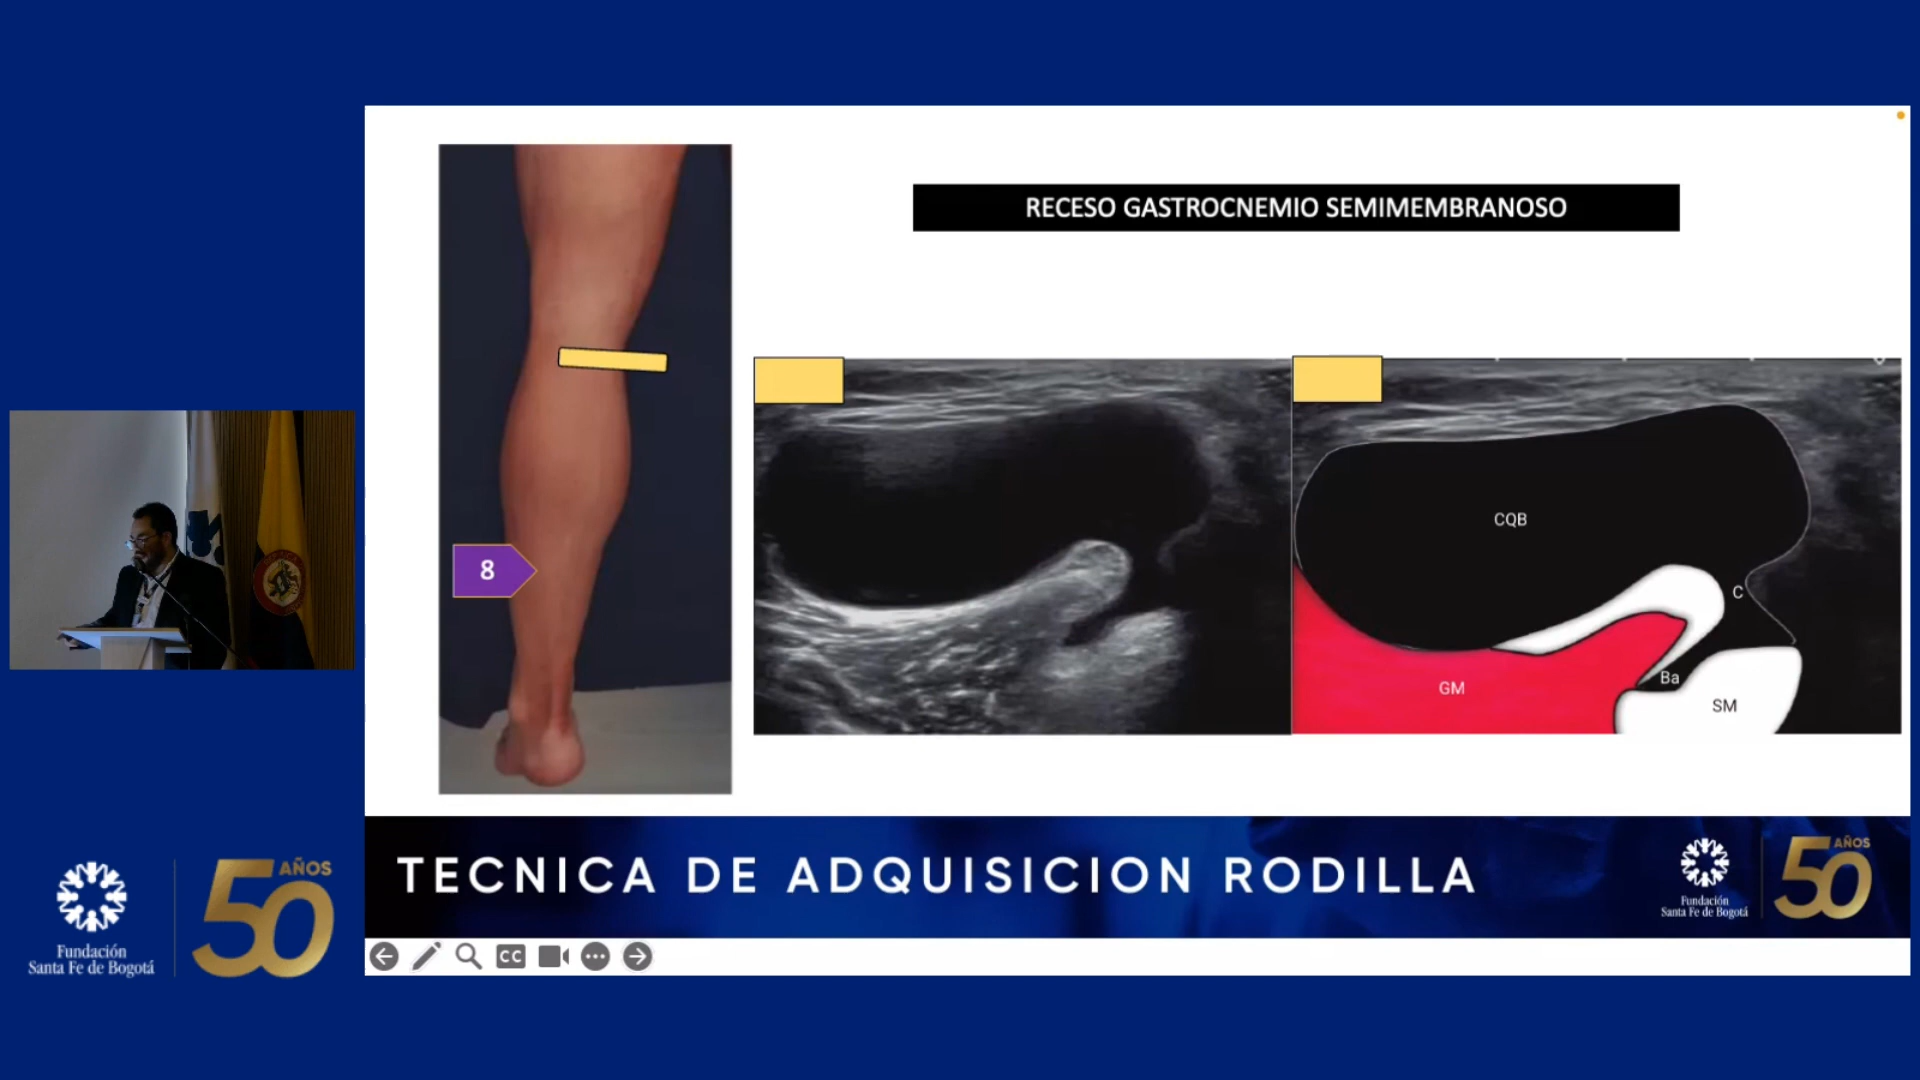 RECESO GASTROCNEMIO SEMIMEMBRANOSO
8
CQB
C
GM
Ba
SM
TECNICA DE ADQUISICION RODILLA
Fundación
Santa Fe de Bogotá
50 AÑOS
CC
Fundación
Santa Fe de Bogotá
50 AÑOS